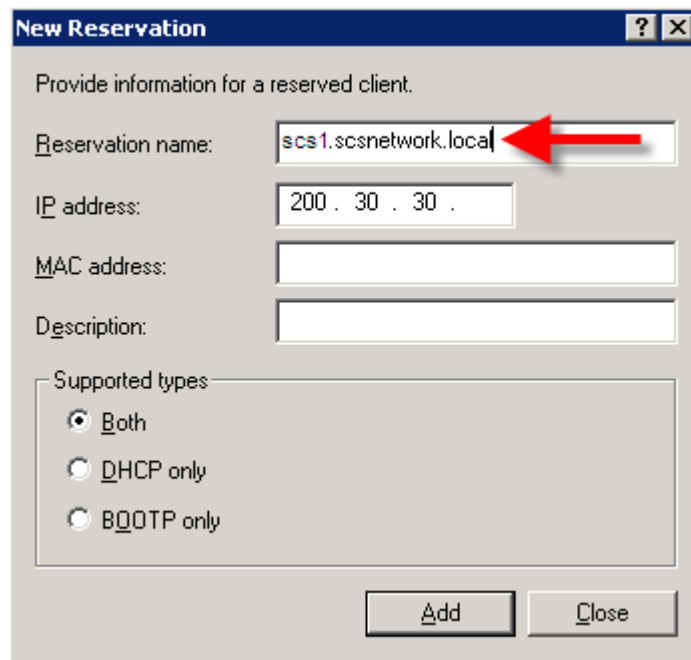 New Reservation
Provide information for a reserved client.
Reservation name: scs1.scsnetwork.local
IP address: 200 . 30 . 30 .
MAC address:
Description:
Supported types
Both
DHCP only
BOOTP only
Add Close